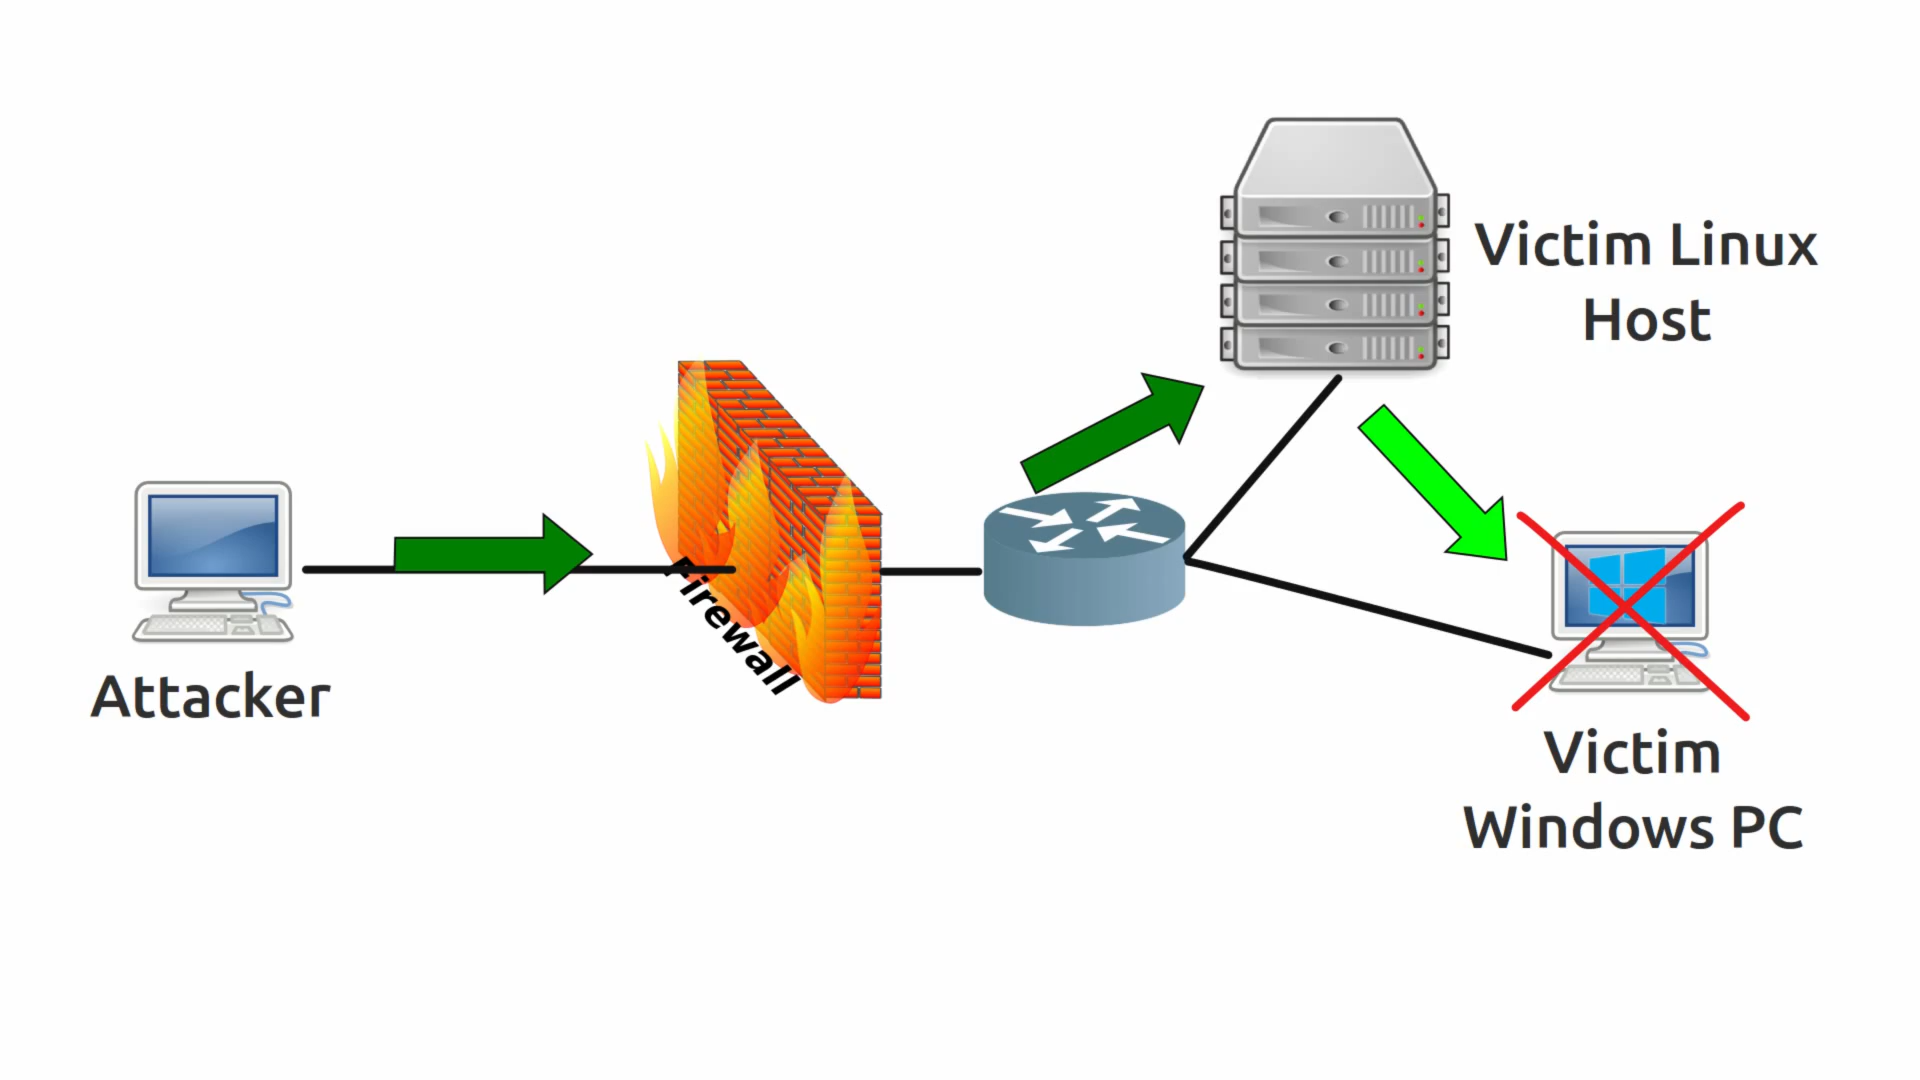 Victim Linux
Host
Firewall
Attacker
Victim
Windows PC